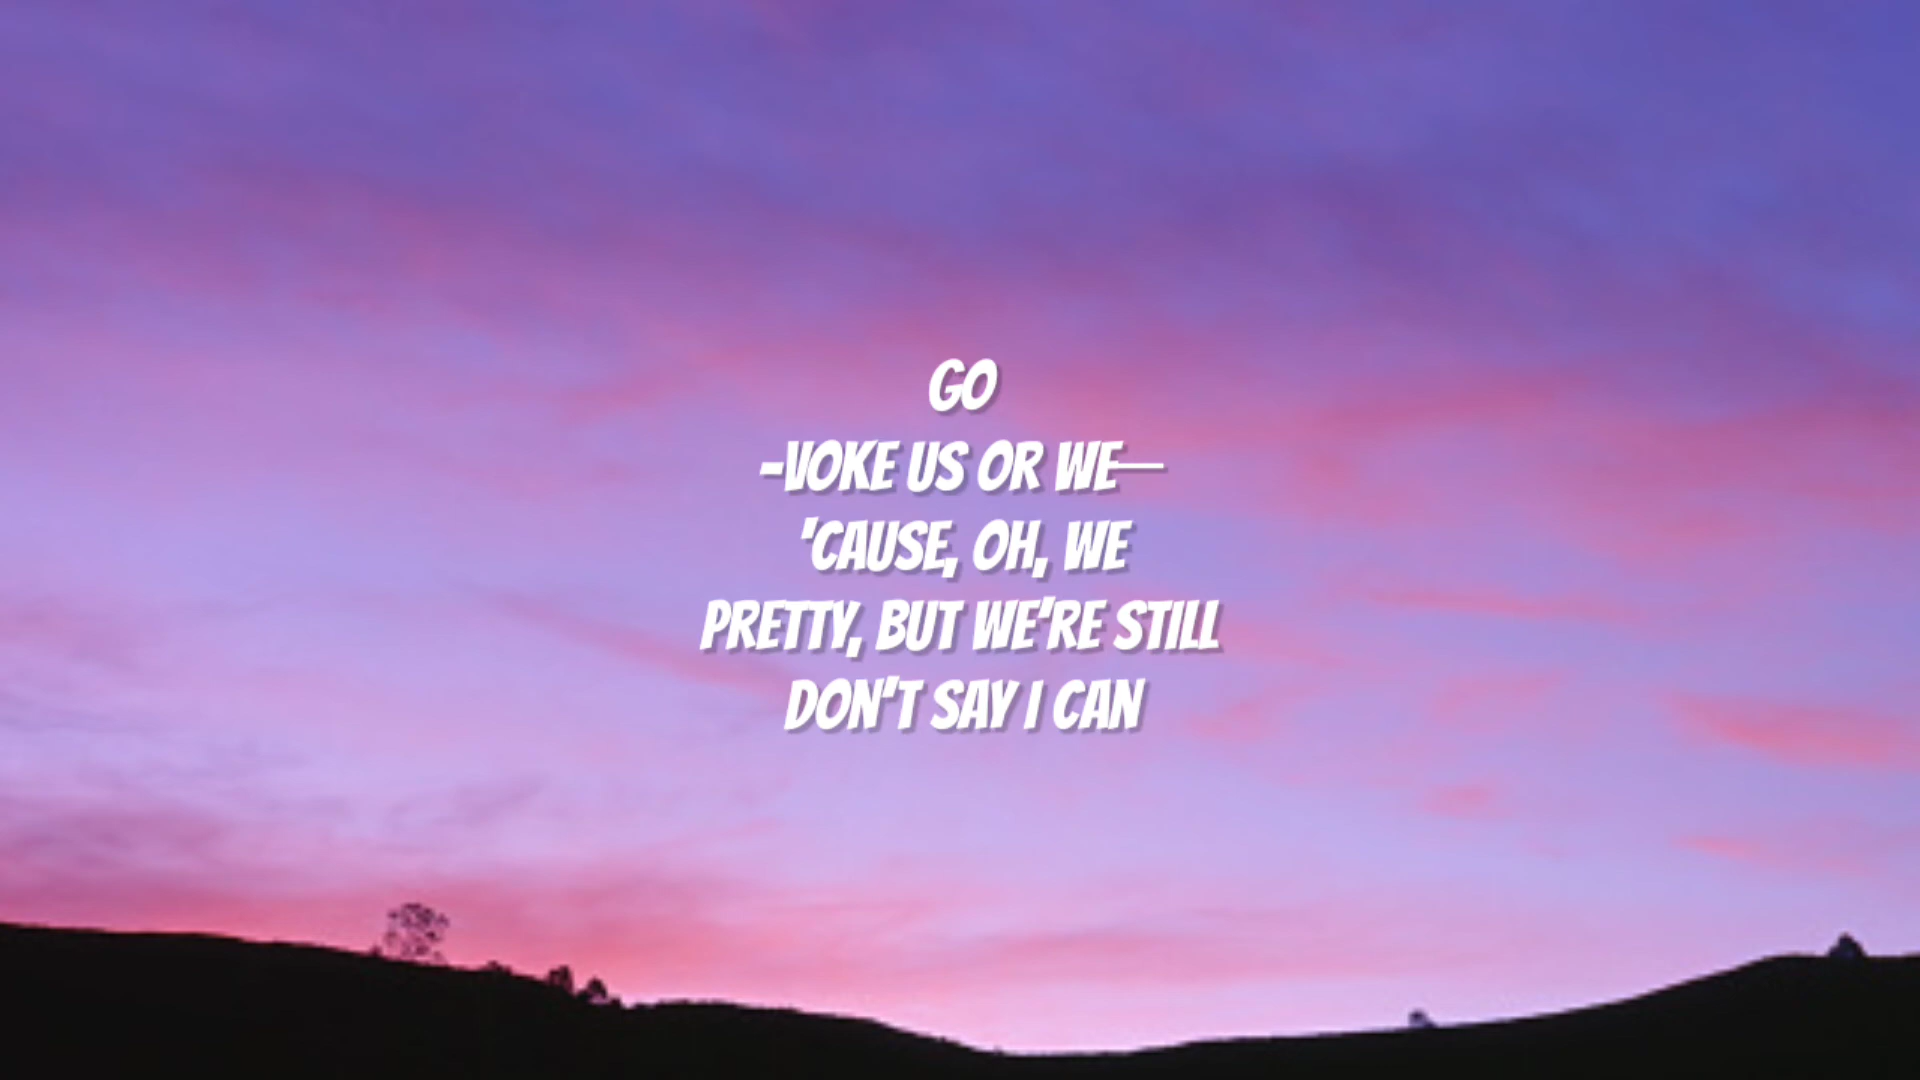 GO
-VOKE US OR WE—
'CAUSE, OH, WE
PRETTY, BUT WE'RE STILL
DON'T SAY I CAN